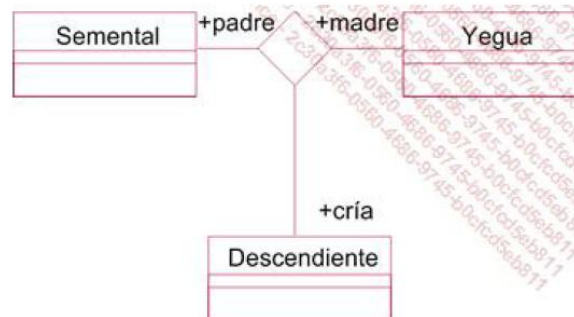 Semental
+padre
+madre
Yegua
+cría
Descendiente